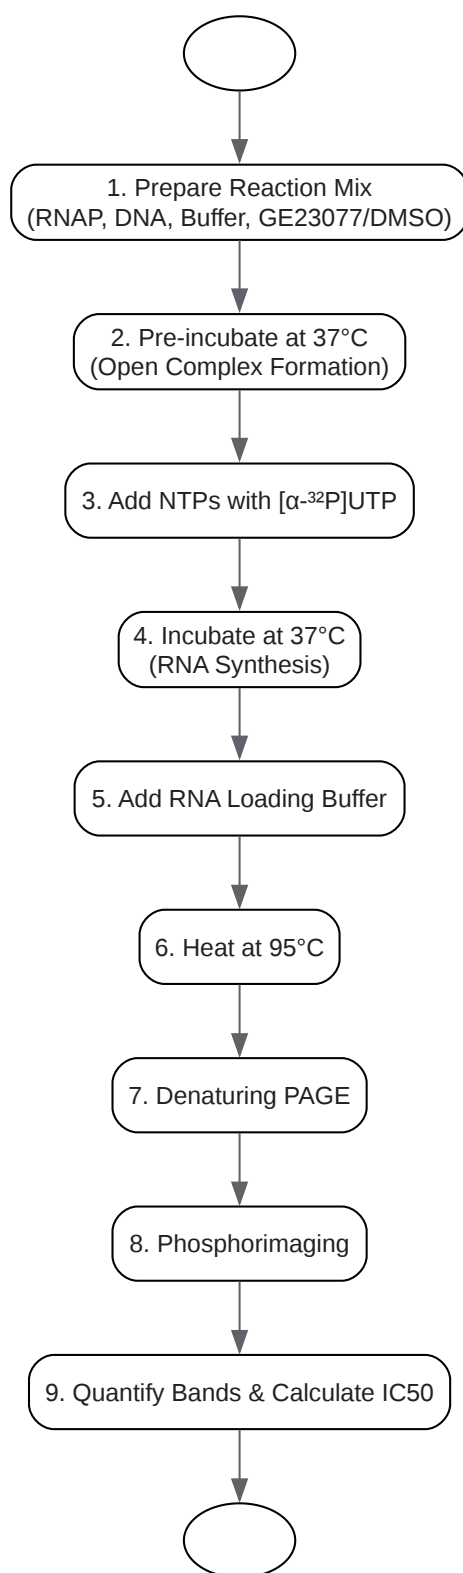 1. Prepare Reaction Mix
(RNAP, DNA, Buffer, GE23077/DMSO)
2. Pre-incubate at 37°C
(Open Complex Formation)
3. Add NTPs with [α-³²P]UTP
4. Incubate at 37°C
(RNA Synthesis)
5. Add RNA Loading Buffer
6. Heat at 95°C
7. Denaturing PAGE
8. Phosphorimaging
9. Quantify Bands & Calculate IC50